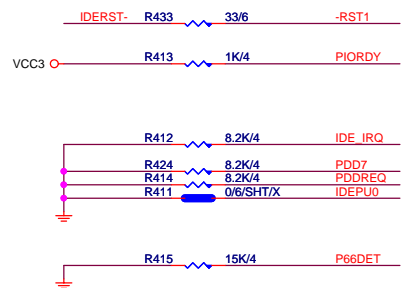 IDERST- R433 33/6 -RST1
VCC3 R413 1K/4 PIORDY
R412 8.2K/4 IDE_IRQ
R424 8.2K/4 PDD7
R414 8.2K/4 PDDREQ
R411 0/6/SHT/X IDEPU0
R415 15K/4 P66DET